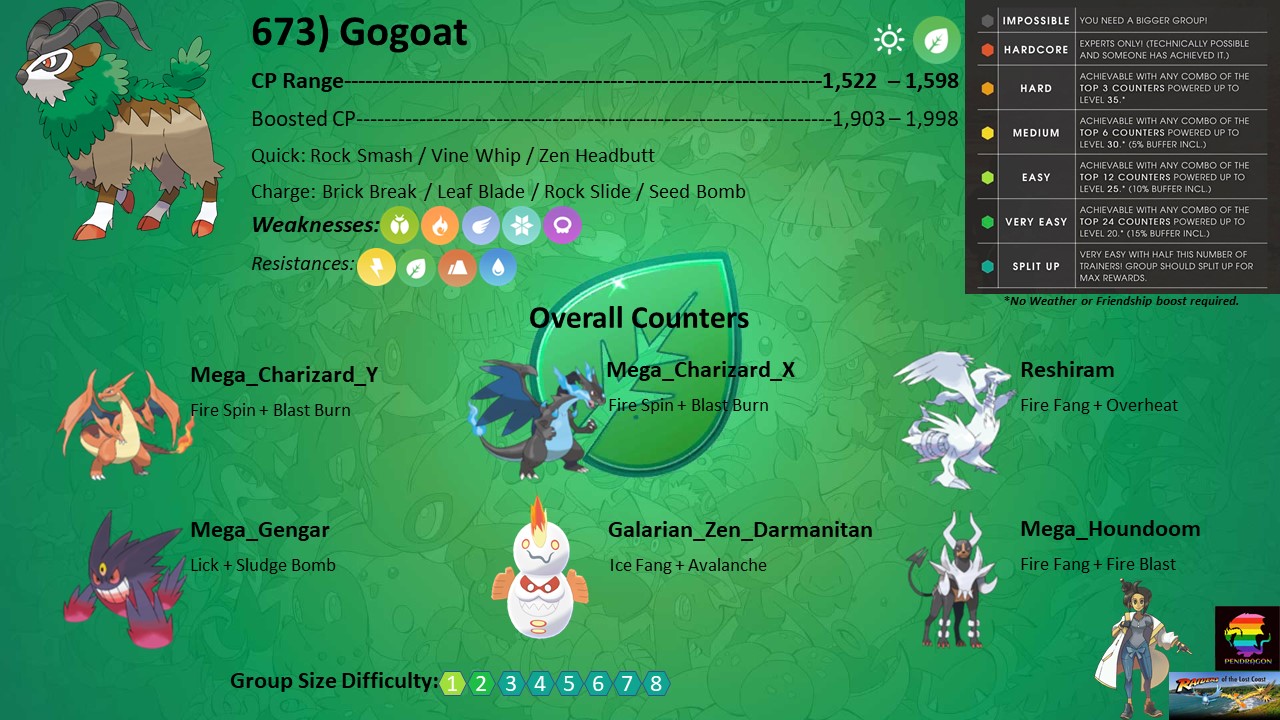 673) Gogoat
CP Range--------------------------------------------------------------------1,522 – 1,598
Boosted CP--------------------------------------------------------------------1,903 – 1,998
Quick: Rock Smash / Vine Whip / Zen Headbutt
Charge: Brick Break / Leaf Blade / Rock Slide / Seed Bomb
Weaknesses:
Resistances:
IMPOSSIBLE YOU NEED A BIGGER GROUP!
HARDCORE EXPERTS ONLY! (TECHNICALLY POSSIBLE
AND SOMEONE HAS ACHIEVED IT.)
HARD ACHIEVABLE WITH ANY COMBO OF THE
TOP 3 COUNTERS POWERED UP TO
LEVEL 35.*
MEDIUM ACHIEVABLE WITH ANY COMBO OF THE
TOP 6 COUNTERS POWERED UP TO
LEVEL 30.* (5% BUFFER INCL.)
EASY ACHIEVABLE WITH ANY COMBO OF THE
TOP 12 COUNTERS POWERED UP TO
LEVEL 25.* (10% BUFFER INCL.)
VERY EASY ACHIEVABLE WITH ANY COMBO OF THE
TOP 24 COUNTERS POWERED UP TO
LEVEL 20.* (15% BUFFER INCL.)
SPLIT UP VERY EASY WITH HALF THIS NUMBER OF
TRAINERS! GROUP SHOULD SPLIT UP FOR
MAX REWARDS.
*No Weather or Friendship boost required.
Overall Counters
Mega_Charizard_Y
Fire Spin + Blast Burn
Mega_Charizard_X
Fire Spin + Blast Burn
Reshiram
Fire Fang + Overheat
Mega_Gengar
Lick + Sludge Bomb
Galarian_Zen_Darmanitan
Ice Fang + Avalanche
Mega_Houndoom
Fire Fang + Fire Blast
Group Size Difficulty: 1 2 3 4 5 6 7 8
PENDRAGON
RAIDERS of the Lost Coast